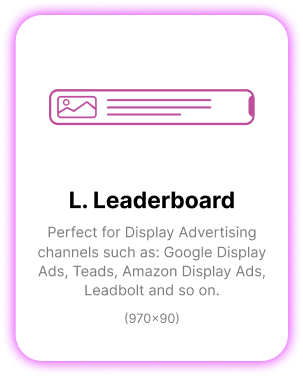 L. Leaderboard
Perfect for Display Advertising
channels such as: Google Display
Ads, Teads, Amazon Display Ads,
Leadbolt and so on.
(970×90)